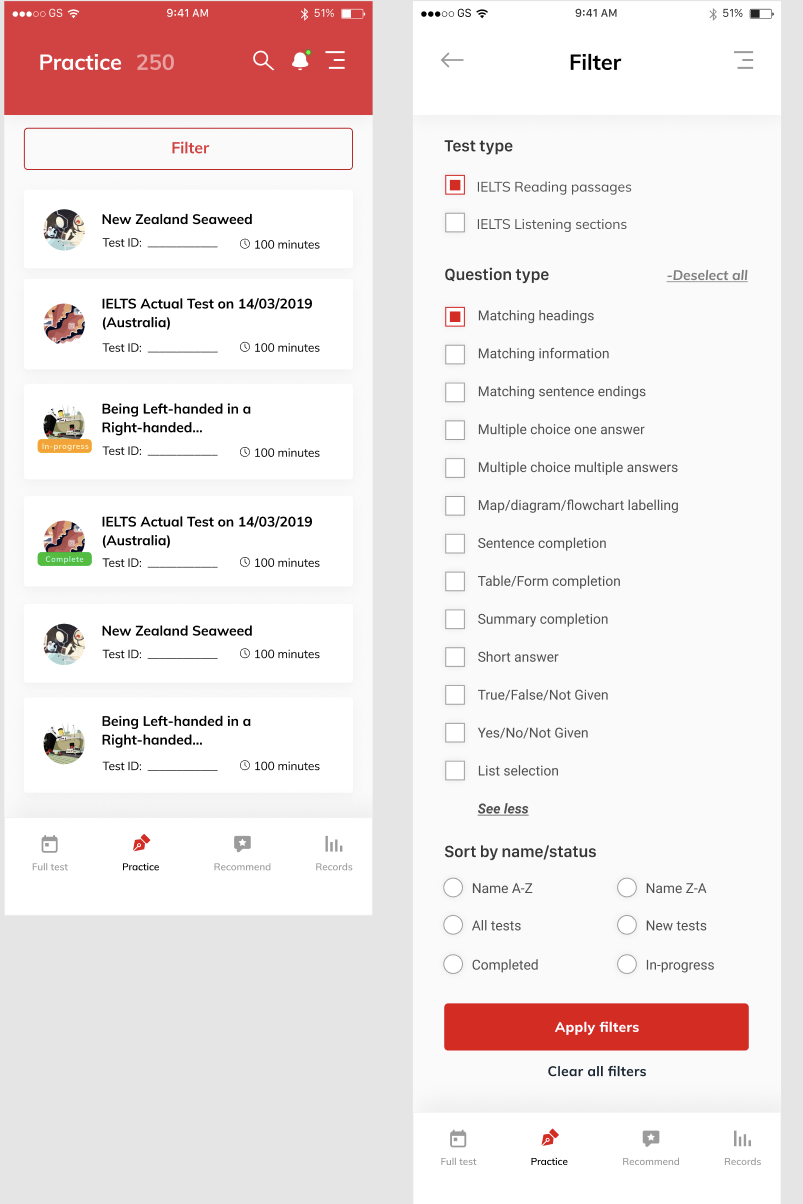 GS 9:41 AM 51%
Practice 250
Filter
New Zealand Seaweed
Test ID: ____________ 100 minutes
IELTS Actual Test on 14/03/2019
(Australia)
Test ID: ____________ 100 minutes
Being Left-handed in a
Right-handed...
In-progress
Test ID: ____________ 100 minutes
IELTS Actual Test on 14/03/2019
(Australia)
Complete
Test ID: ____________ 100 minutes
New Zealand Seaweed
Test ID: ____________ 100 minutes
Being Left-handed in a
Right-handed...
Test ID: ____________ 100 minutes
Full test Practice Recommend Records
GS 9:41 AM 51%
Filter
Test type
IELTS Reading passages
IELTS Listening sections
Question type -Deselect all
Matching headings
Matching information
Matching sentence endings
Multiple choice one answer
Multiple choice multiple answers
Map/diagram/flowchart labelling
Sentence completion
Table/Form completion
Summary completion
Short answer
True/False/Not Given
Yes/No/Not Given
List selection
See less
Sort by name/status
Name A-Z Name Z-A
All tests New tests
Completed In-progress
Apply filters
Clear all filters
Full test Practice Recommend Records